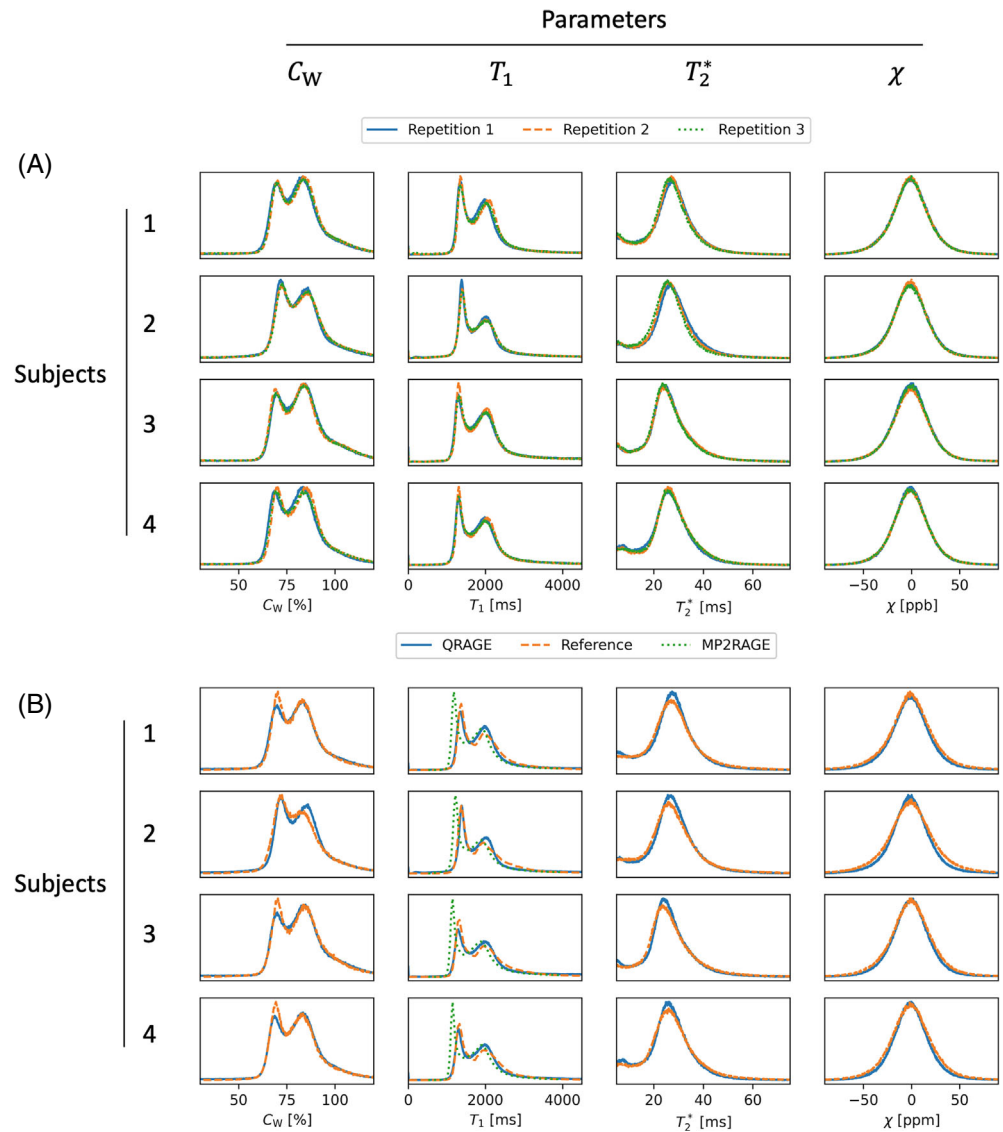 Parameters
C_W T_1 T_2^* χ
Repetition 1 Repetition 2 Repetition 3
(A)
1
2
Subjects
3
4
50 75 100 0 2000 4000 20 40 60 −50 0 50
C_W [%] T_1 [ms] T_2^* [ms] χ [ppb]
QRAGE Reference MP2RAGE
(B)
1
2
Subjects
3
4
50 75 100 0 2000 4000 20 40 60 −50 0 50
C_W [%] T_1 [ms] T_2^* [ms] χ [ppm]